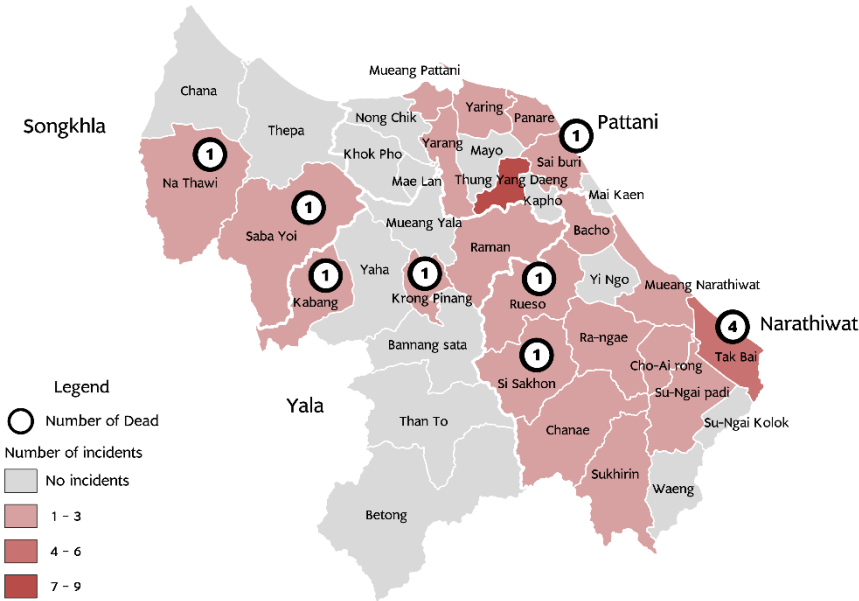 Mueang Pattani
Chana
Yaring
Panare
Songkhla
Nong Chik
1
Pattani
Thepa
Yarang
Mayo
Khok Pho
1
Sai buri
Na Thawi
Mae Lan
Thung Yang Daeng
Mai Kaen
Kapho
1
Mueang Yala
Saba Yoi
Raman
Bacho
1
Yaha
1
1
Yi Ngo
Mueang Narathiwat
Kabang
Krong Pinang
Rueso
4
Narathiwat
Ra-ngae
Bannang sata
1
Tak Bai
Cho-Ai rong
Si Sakhon
Legend
Su-Ngai padi
Yala
Number of Dead
Than To
Su-Ngai Kolok
Chanae
Number of incidents
Sukhirin
No incidents
Waeng
Betong
1 - 3
4 - 6
7 - 9